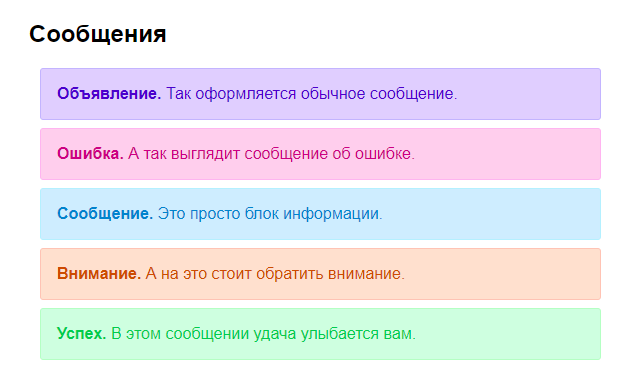 Сообщения
Объявление. Так оформляется обычное сообщение.
Ошибка. А так выглядит сообщение об ошибке.
Сообщение. Это просто блок информации.
Внимание. А на это стоит обратить внимание.
Успех. В этом сообщении удача улыбается вам.